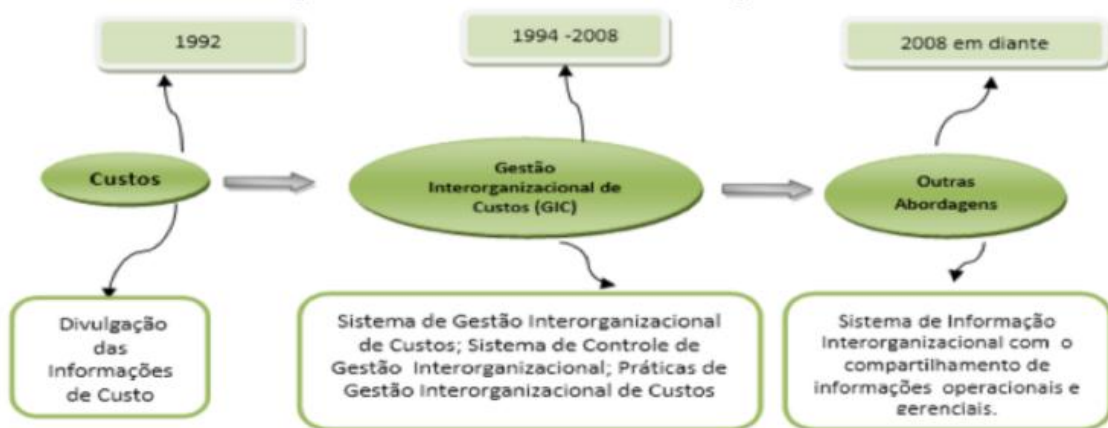 1992
1994 -2008
2008 em diante
Custos
Gestão
Interorganizacional de
Custos (GIC)
Outras
Abordagens
Divulgação
das
Informações
de Custo
Sistema de Gestão Interorganizacional
de Custos; Sistema de Controle de
Gestão Interorganizacional; Práticas de
Gestão Interorganizacional de Custos
Sistema de Informação
Interorganizacional com o
compartilhamento de
informações operacionais e
gerenciais.